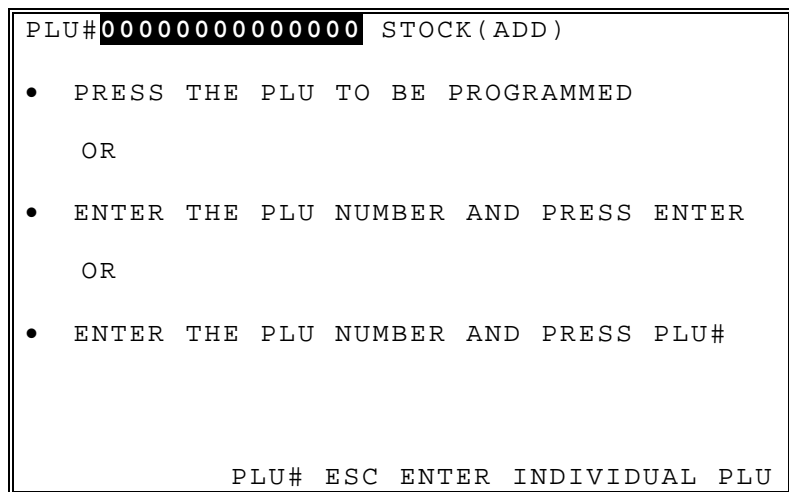 PLU#00000000000000 STOCK(ADD)
• PRESS THE PLU TO BE PROGRAMMED
OR
• ENTER THE PLU NUMBER AND PRESS ENTER
OR
• ENTER THE PLU NUMBER AND PRESS PLU#
PLU# ESC ENTER INDIVIDUAL PLU